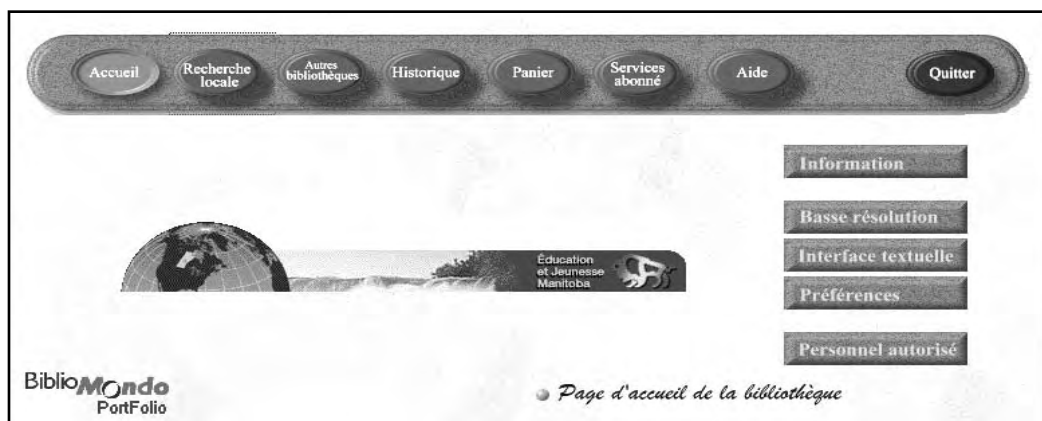 Accueil
Recherche
locale
Autres
bibliothèques
Historique
Panier
Services
abonné
Aide
Quitter
Information
Basse résolution
Interface textuelle
Préférences
Personnel autorisé
Éducation
et Jeunesse
Manitoba
BiblioMondo
PortFolio
Page d'accueil de la bibliothèque